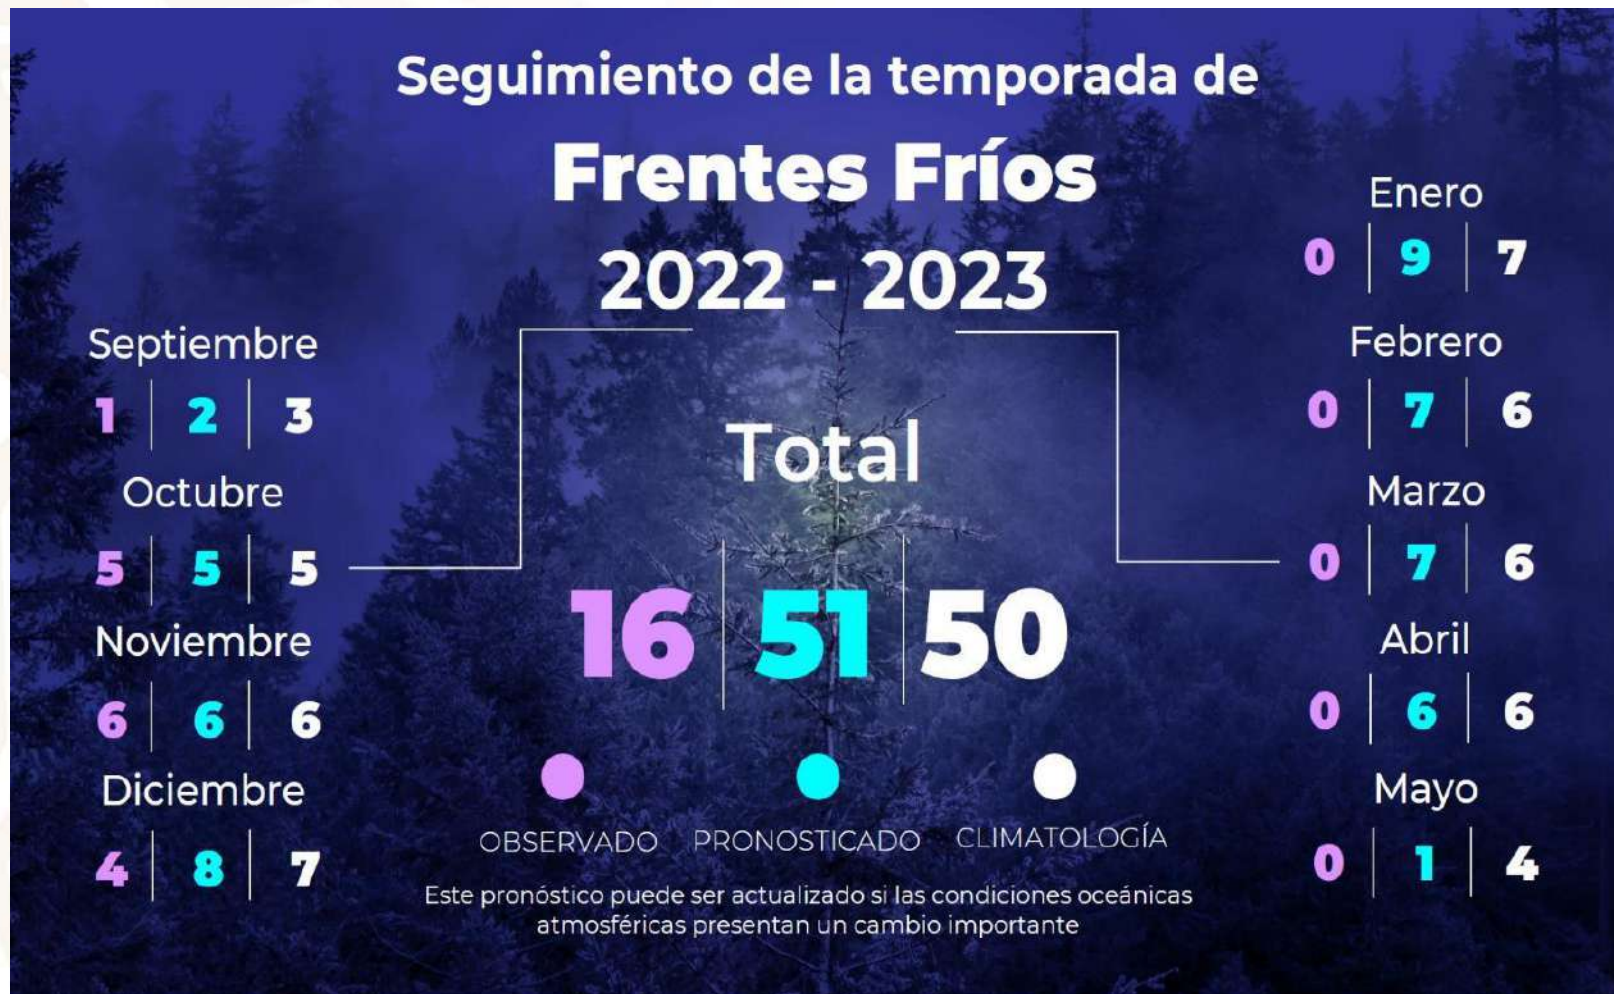 Seguimiento de la temporada de
Frentes Fríos
2022 - 2023
Septiembre
1 2 3
Octubre
5 5 5
Noviembre
6 6 6
Diciembre
4 8 7
Total
16 51 50
OBSERVADO PRONOSTICADO CLIMATOLOGÍA
Este pronóstico puede ser actualizado si las condiciones oceánicas
atmosféricas presentan un cambio importante
Enero
0 9 7
Febrero
0 7 6
Marzo
0 7 6
Abril
0 6 6
Mayo
0 1 4